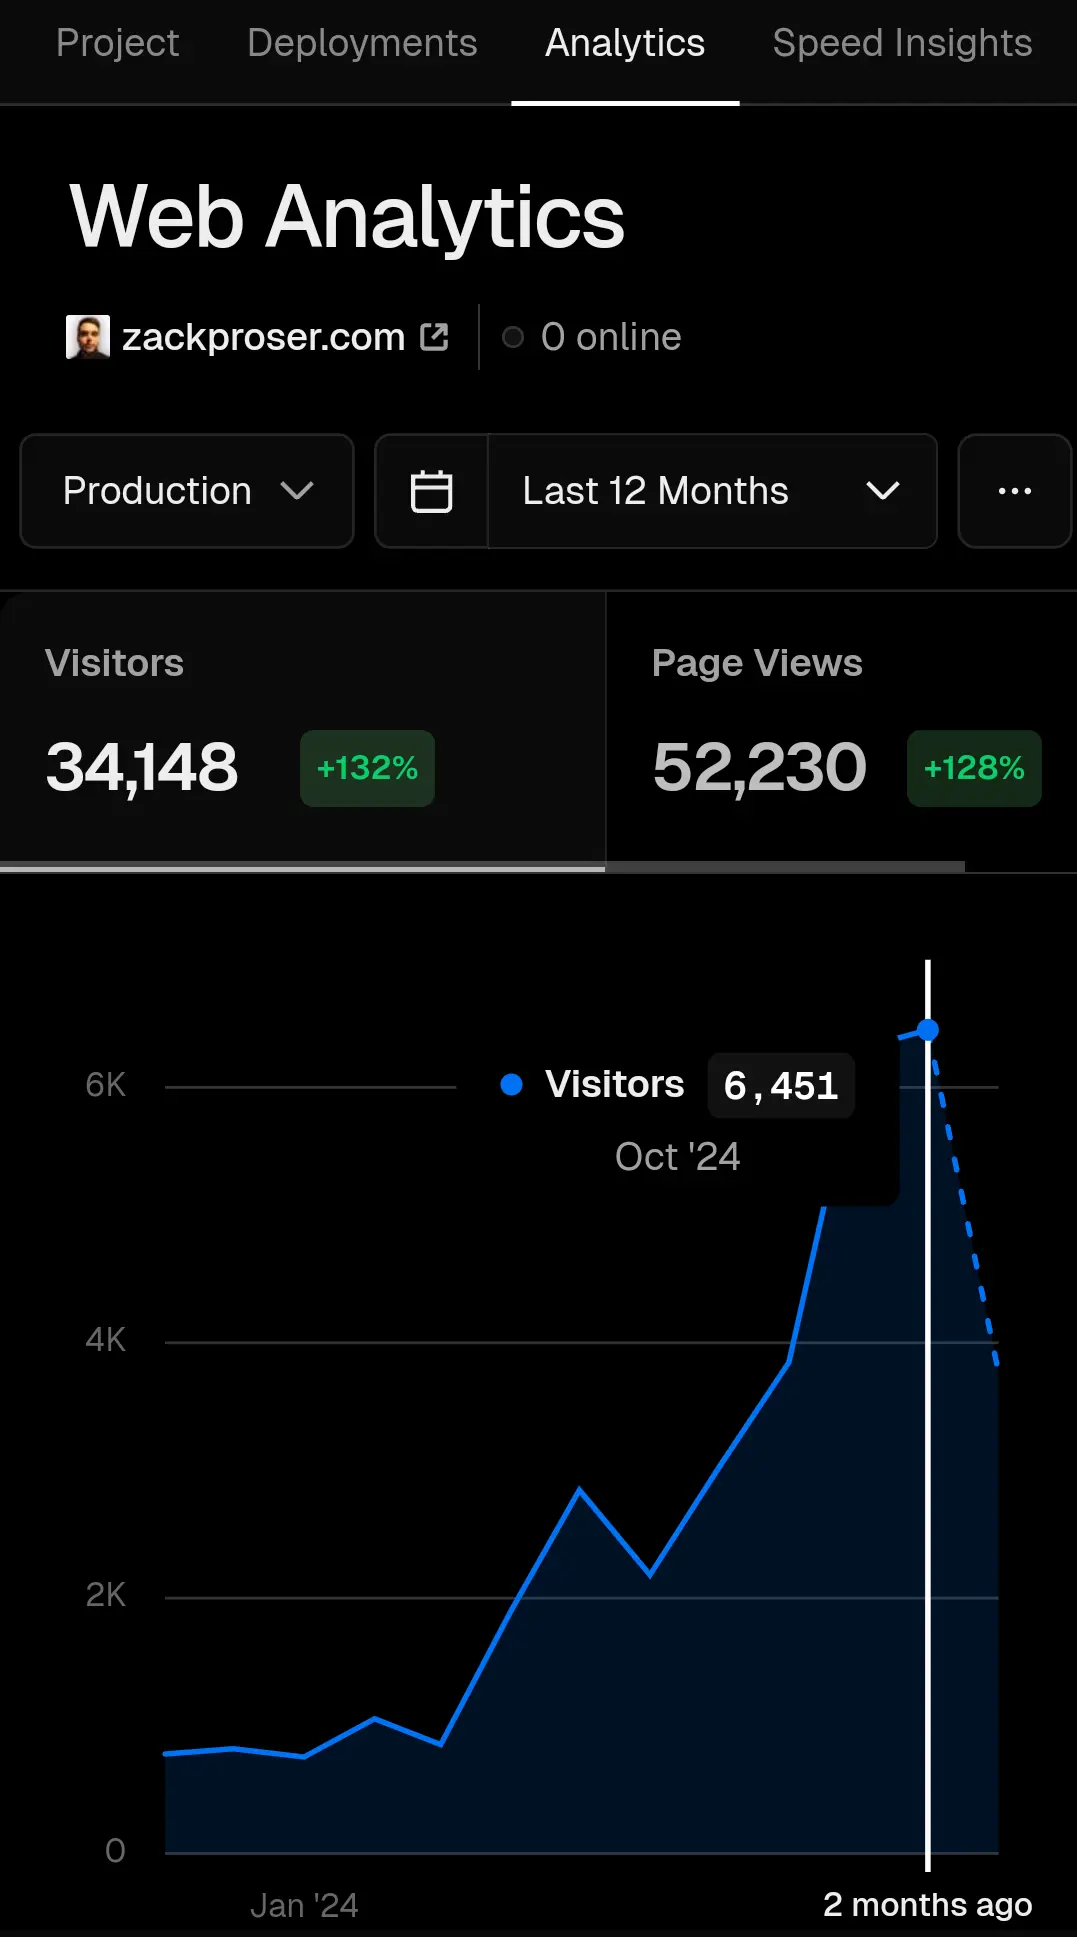 Project Deployments Analytics Speed Insights
Web Analytics
zackproser.com 0 online
Production Last 12 Months ...
Visitors Page Views
34,148 +132% 52,230 +128%
6K Visitors 6,451
Oct '24
4K
2K
0
Jan '24 2 months ago